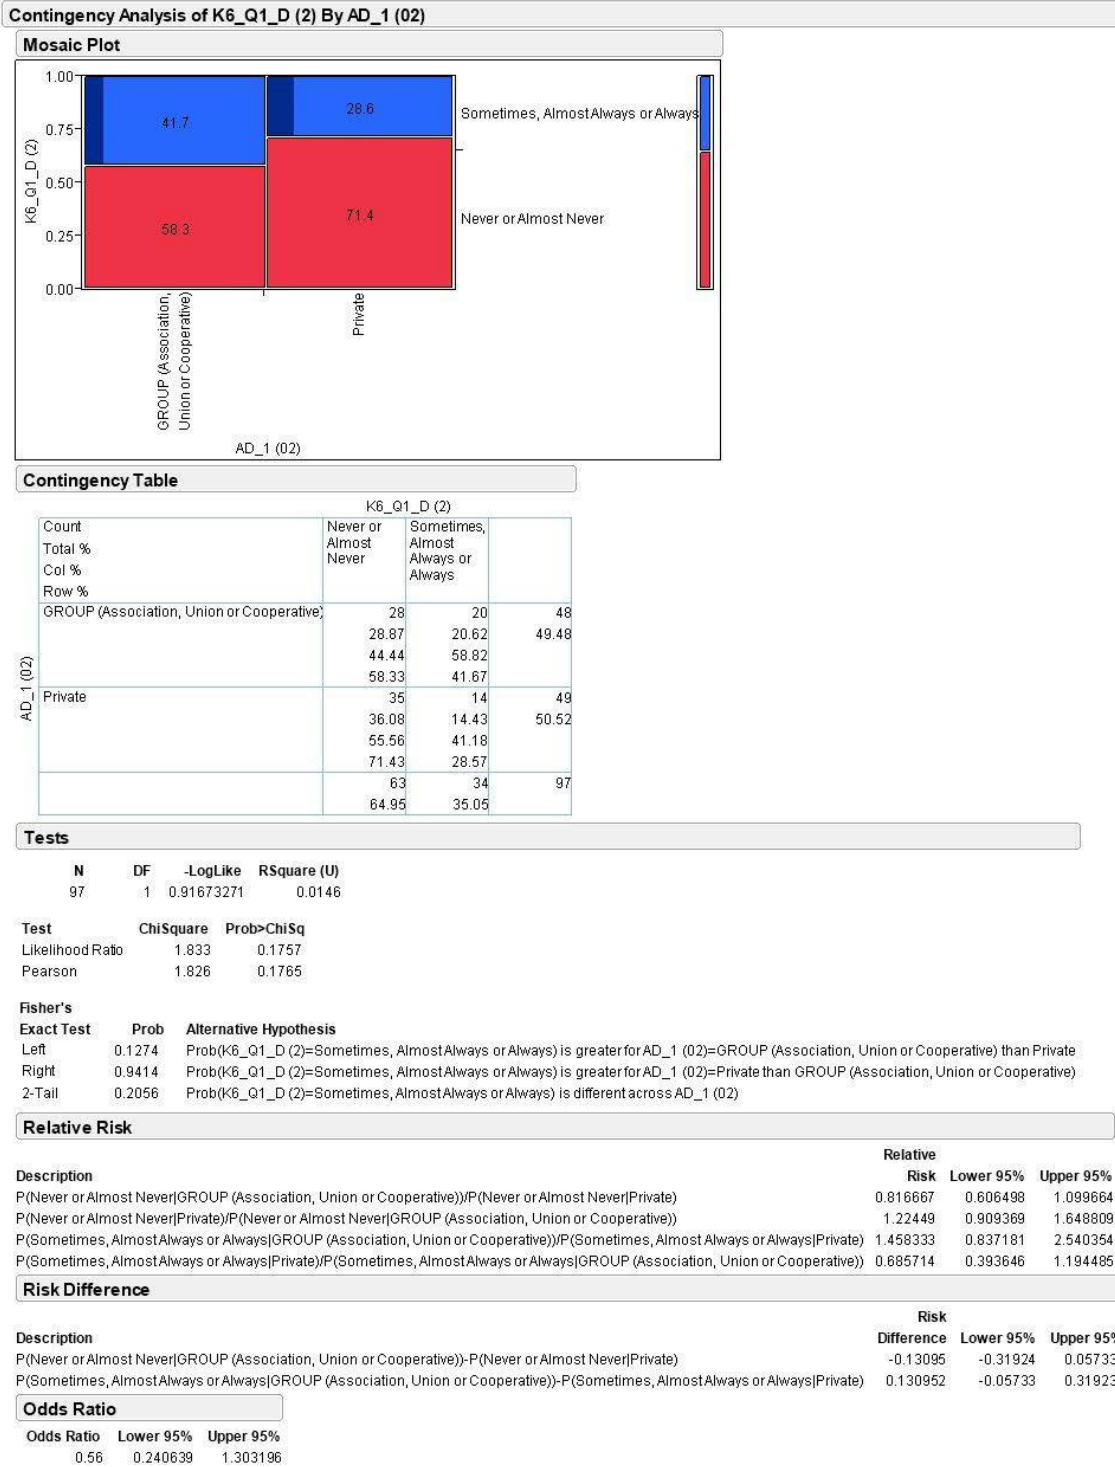 Contingency Analysis of K6_Q1_D (2) By AD_1 (02)
Mosaic Plot
1.00
0.75
0.50
0.25
0.00
K6_Q1_D (2)
41.7
28.6
58.3
71.4
Sometimes, Almost Always or Always
Never or Almost Never
GROUP (Association,
Union or Cooperative)
Private
AD_1 (02)
Contingency Table
K6_Q1_D (2)
AD_1 (02)
Count
Total %
Col %
Row %
Never or
Almost
Never
Sometimes,
Almost
Always or
Always
GROUP (Association, Union or Cooperative) 28 20 48
28.87 20.62 49.48
44.44 58.82
58.33 41.67
Private 35 14 49
36.08 14.43 50.52
55.56 41.18
71.43 28.57
63 34 97
64.95 35.05
Tests
N DF -LogLike RSquare (U)
97 1 0.91673271 0.0146
Test ChiSquare Prob>ChiSq
Likelihood Ratio 1.833 0.1757
Pearson 1.826 0.1765
Fisher's
Exact Test Prob Alternative Hypothesis
Left 0.1274 Prob(K6_Q1_D (2)=Sometimes, Almost Always or Always) is greater for AD_1 (02)=GROUP (Association, Union or Cooperative) than Private
Right 0.9414 Prob(K6_Q1_D (2)=Sometimes, Almost Always or Always) is greater for AD_1 (02)=Private than GROUP (Association, Union or Cooperative)
2-Tail 0.2056 Prob(K6_Q1_D (2)=Sometimes, Almost Always or Always) is different across AD_1 (02)
Relative Risk
Relative
Description Risk Lower 95% Upper 95%
P(Never or Almost Never|GROUP (Association, Union or Cooperative))/P(Never or Almost Never|Private) 0.816667 0.606498 1.099664
P(Never or Almost Never|Private)/P(Never or Almost Never|GROUP (Association, Union or Cooperative)) 1.22449 0.909369 1.648809
P(Sometimes, Almost Always or Always|GROUP (Association, Union or Cooperative))/P(Sometimes, Almost Always or Always|Private) 1.458333 0.837181 2.540354
P(Sometimes, Almost Always or Always|Private)/P(Sometimes, Almost Always or Always|GROUP (Association, Union or Cooperative)) 0.685714 0.393646 1.194485
Risk Difference
Risk
Description Difference Lower 95% Upper 95%
P(Never or Almost Never|GROUP (Association, Union or Cooperative))-P(Never or Almost Never|Private) -0.13095 -0.31924 0.05733
P(Sometimes, Almost Always or Always|GROUP (Association, Union or Cooperative))-P(Sometimes, Almost Always or Always|Private) 0.130952 -0.05733 0.31923
Odds Ratio
Odds Ratio Lower 95% Upper 95%
0.56 0.240639 1.303196